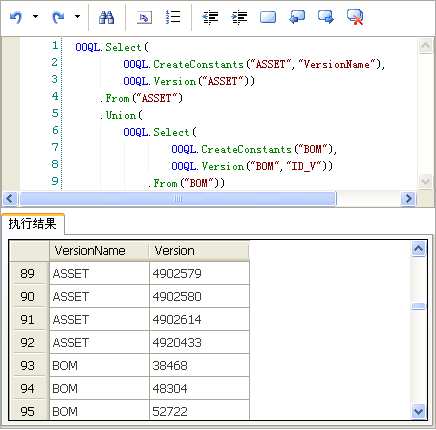 1 OOQL.Select(
2 OOQL.CreateConstants("ASSET","VersionName"),
3 OOQL.Version("ASSET"))
4 .From("ASSET")
5 .Union(
6 OOQL.Select(
7 OOQL.CreateConstants("BOM"),
8 OOQL.Version("BOM","ID_V"))
9 .From("BOM"))
执行结果
VersionName Version
89 ASSET 4902579
90 ASSET 4902580
91 ASSET 4902614
92 ASSET 4920433
93 BOM 38468
94 BOM 48304
95 BOM 52722